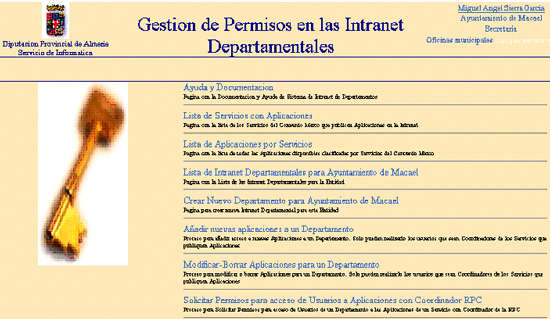 Gestion de Permisos en las Intranet
Departamentales
Diputacion Provincial de Almeria
Servicio de Informatica
Miguel Angel Sierra Garcia
Ayuntamiento de Macael
Secretaría
Oficinas municipales
Ayuda y Documentacion
Pagina con la Documentacion y Ayuda de Sistema de Intranet de Departamentos
Lista de Servicios con Aplicaciones
Pagina con la lista de los Servicios del Convenio Marco que publican Aplicaciones en la Intranet
Lista de Aplicaciones por Servicios
Pagina con la lista de todas las Aplicaciones disponibles clasificadas por Servicios del Convenio Marco
Lista de Intranet Departamentales para Ayuntamiento de Macael
Pagina con la Lista de las Intranet Departamentales para la Entidad
Crear Nuevo Departamento para Ayuntamiento de Macael
Pagina para crear nueva Intranet Departamental para esta Entidad
Añadir nuevas aplicaciones a un Departamento
Proceso para añadir acceso a nuevas Aplicaciones a un Departamento. Solo pueden realizarlo los usuarios que sean Coordinadores de los Servicios que
publiquen Aplicaciones
Modificar-Borrar Aplicaciones para un Departamento
Proceso para modificar o borrar Aplicaciones para un Departamento. Solo pueden realizarlo los usuarios que sean Coordinadores de los Servicios que
publiquen Aplicaciones
Solicitar Permisos para acceso de Usuarios a Aplicaciones con Coordinador RPC
Proceso para Solicitar Permisos para acceso de Usuarios de un Departamento a las Aplicaciones de un Servicio con Coordinador de la RPC